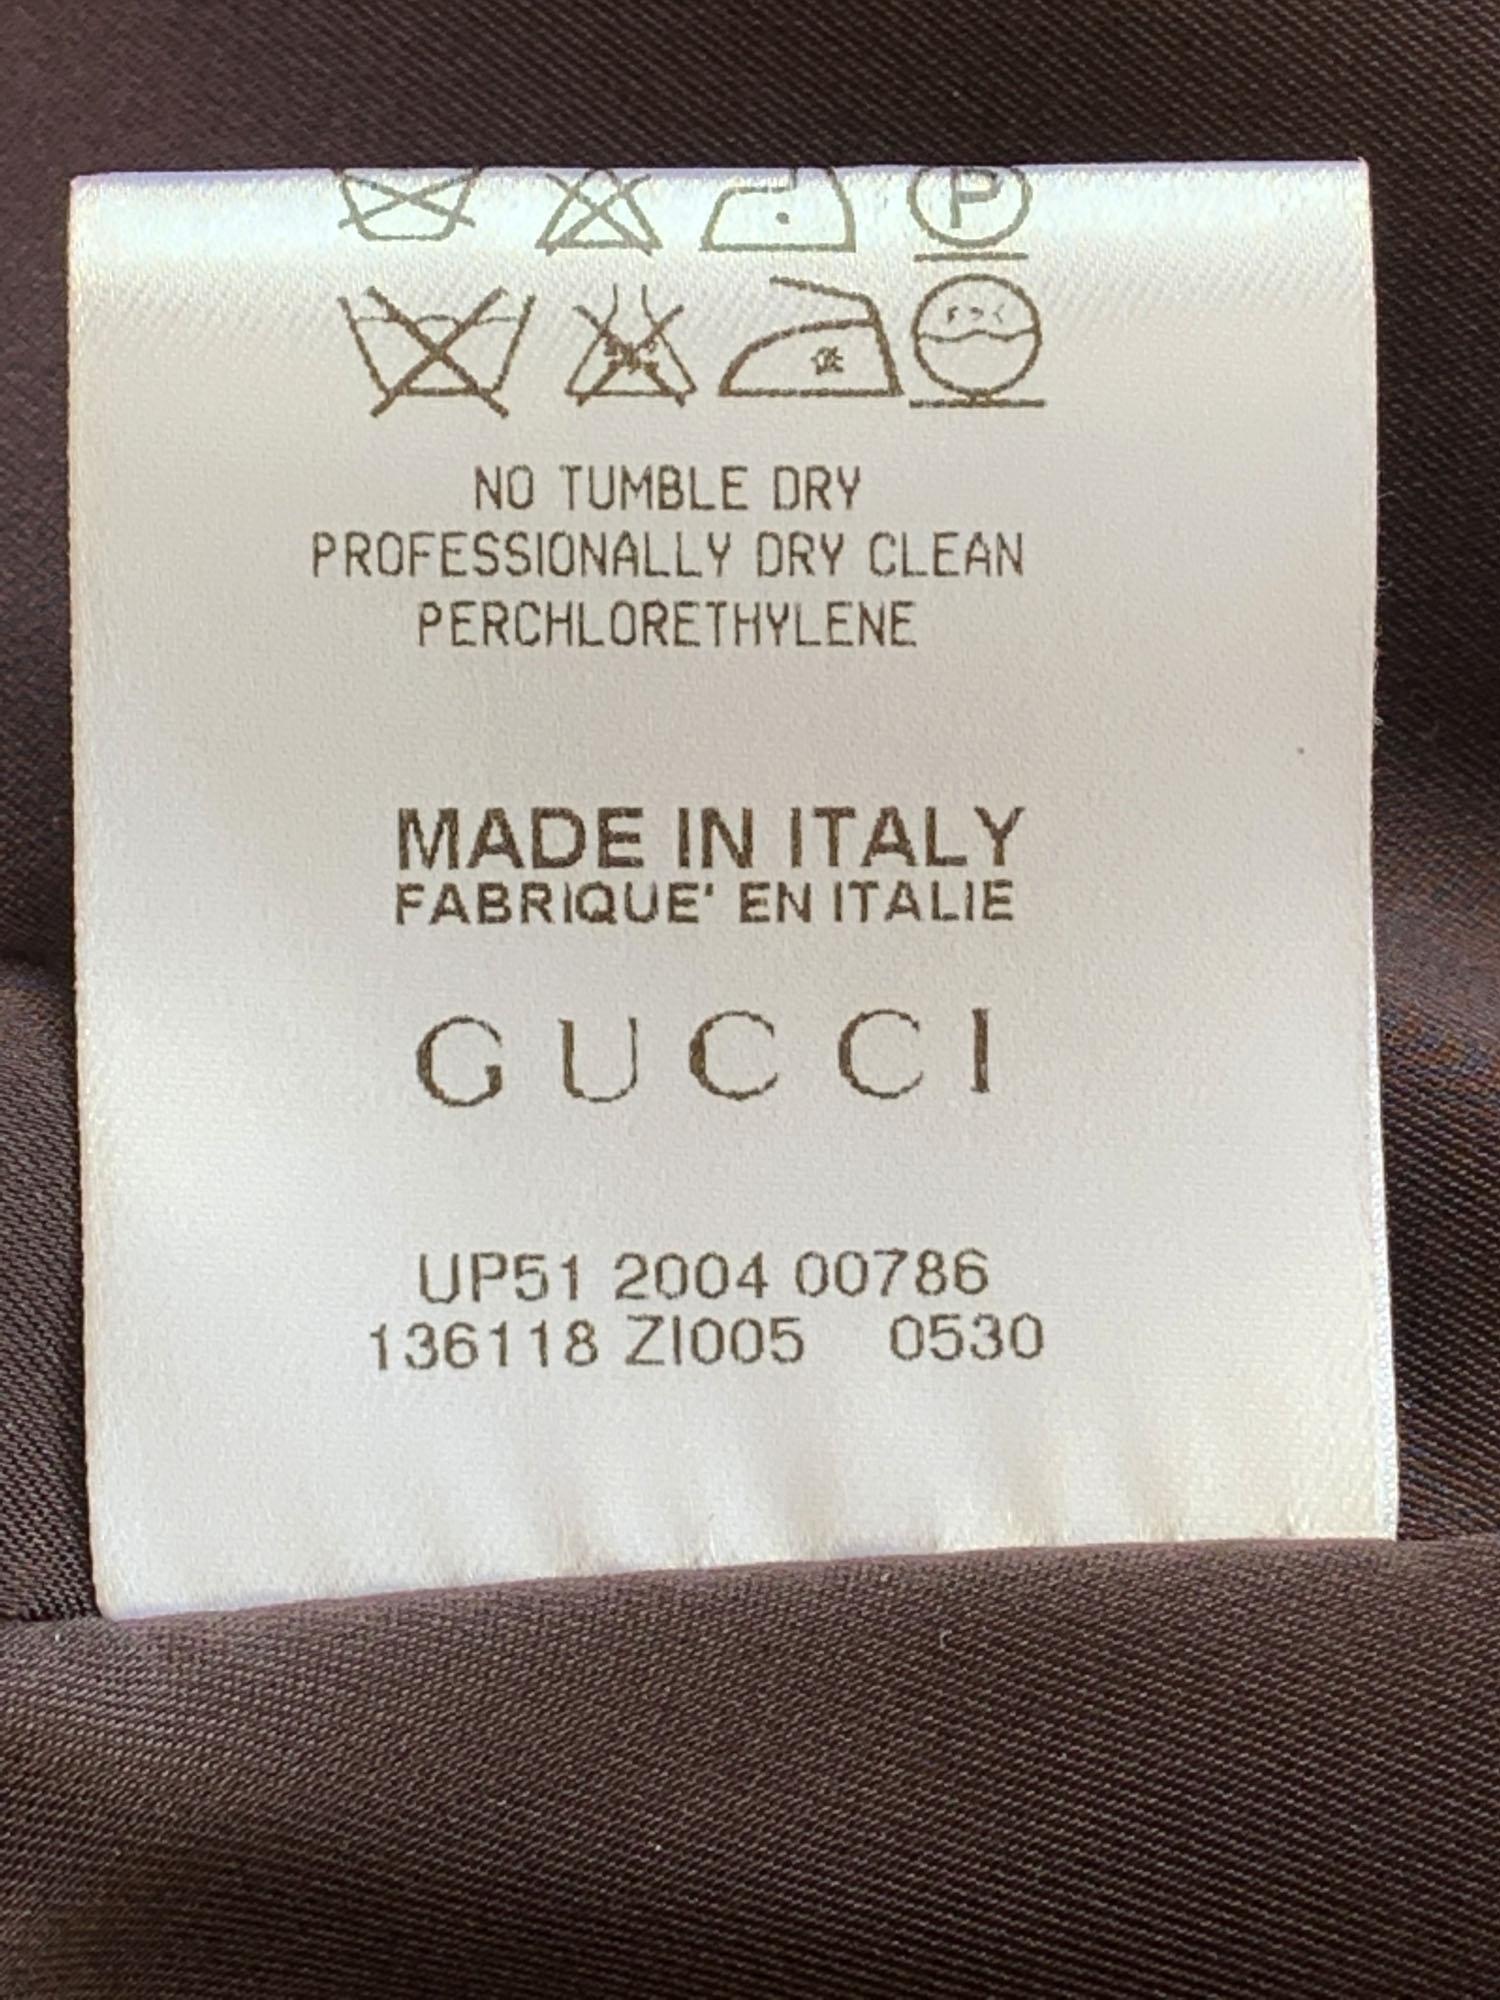 P
NO TUMBLE DRY
PROFESSIONALLY DRY CLEAN
PERCHLORETHYLENE
MADE IN ITALY
FABRIQUE' EN ITALIE
GUCCI
UP51 2004 00786
136118 ZI005 0530